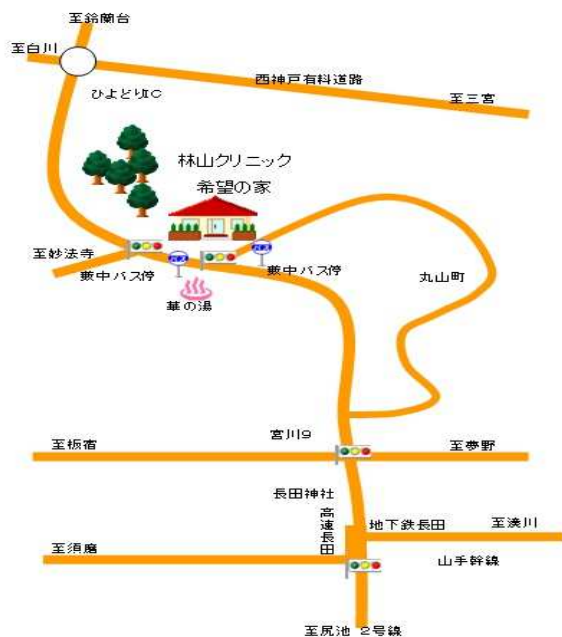 至鈴蘭台
至白川
西神戸有料道路
ひよどりIC
至三宮
林山クリニック
希望の家
至妙法寺
バス
バス
藪中バス停
藪中バス停
丸山町
華の湯
宮川9
至板宿
至夢野
長田神社
高速長田
地下鉄長田
至湊川
至須磨
山手幹線
至尻池 2号線